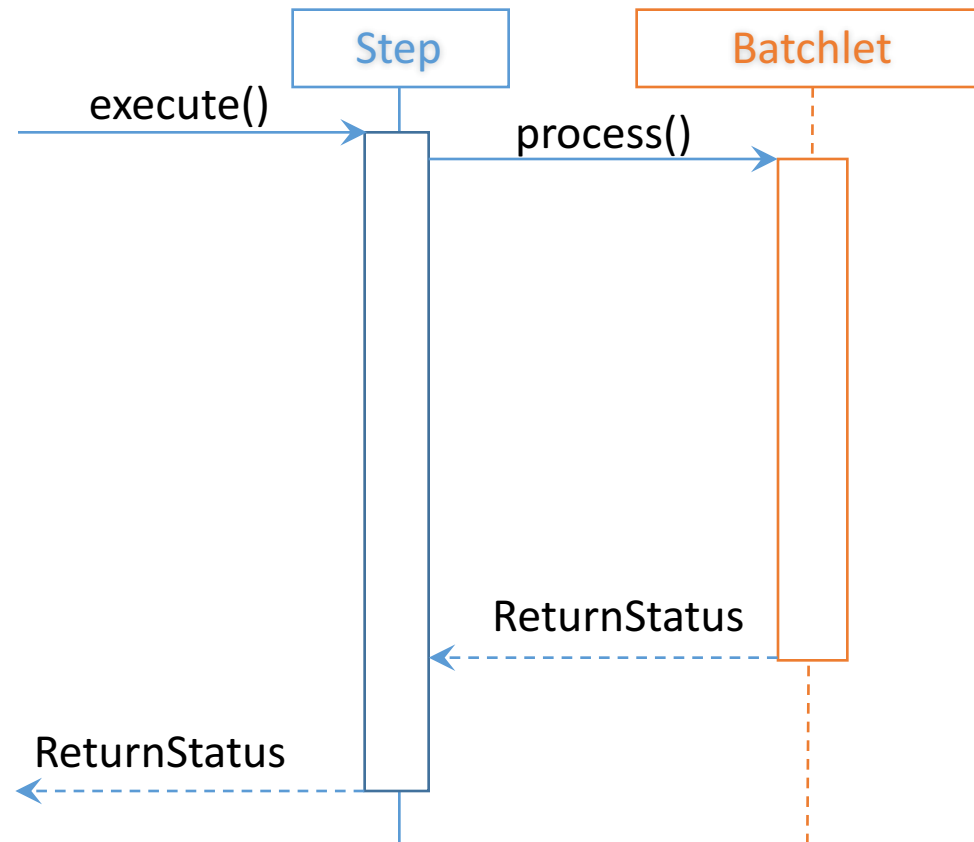 Step
Batchlet
execute()
process()
ReturnStatus
ReturnStatus